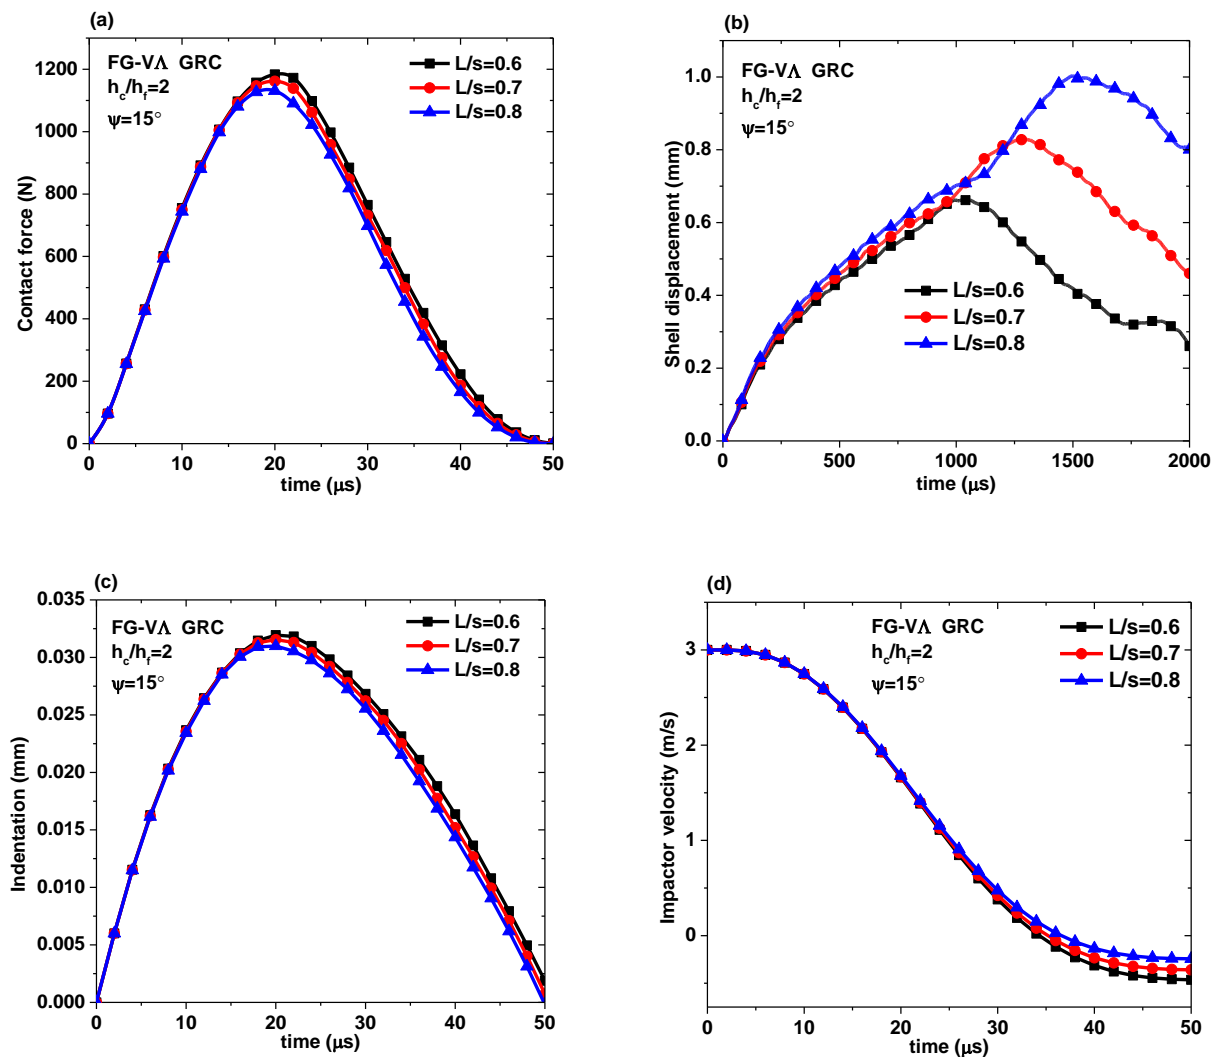 (a)
FG-VΛ GRC
h_c/h_f=2
ψ=15°
L/s=0.6
L/s=0.7
L/s=0.8
Contact force (N)
1200
1000
800
600
400
200
0
0 10 20 30 40 50
time (μs)
(b)
FG-VΛ GRC
h_c/h_f=2
ψ=15°
L/s=0.6
L/s=0.7
L/s=0.8
Shell displacement (mm)
1.0
0.8
0.6
0.4
0.2
0.0
0 500 1000 1500 2000
time (μs)
(c)
FG-VΛ GRC
h_c/h_f=2
ψ=15°
L/s=0.6
L/s=0.7
L/s=0.8
Indentation (mm)
0.035
0.030
0.025
0.020
0.015
0.010
0.005
0.000
0 10 20 30 40 50
time (μs)
(d)
FG-VΛ GRC
h_c/h_f=2
ψ=15°
L/s=0.6
L/s=0.7
L/s=0.8
Impactor velocity (m/s)
3
2
1
0
0 10 20 30 40 50
time (μs)